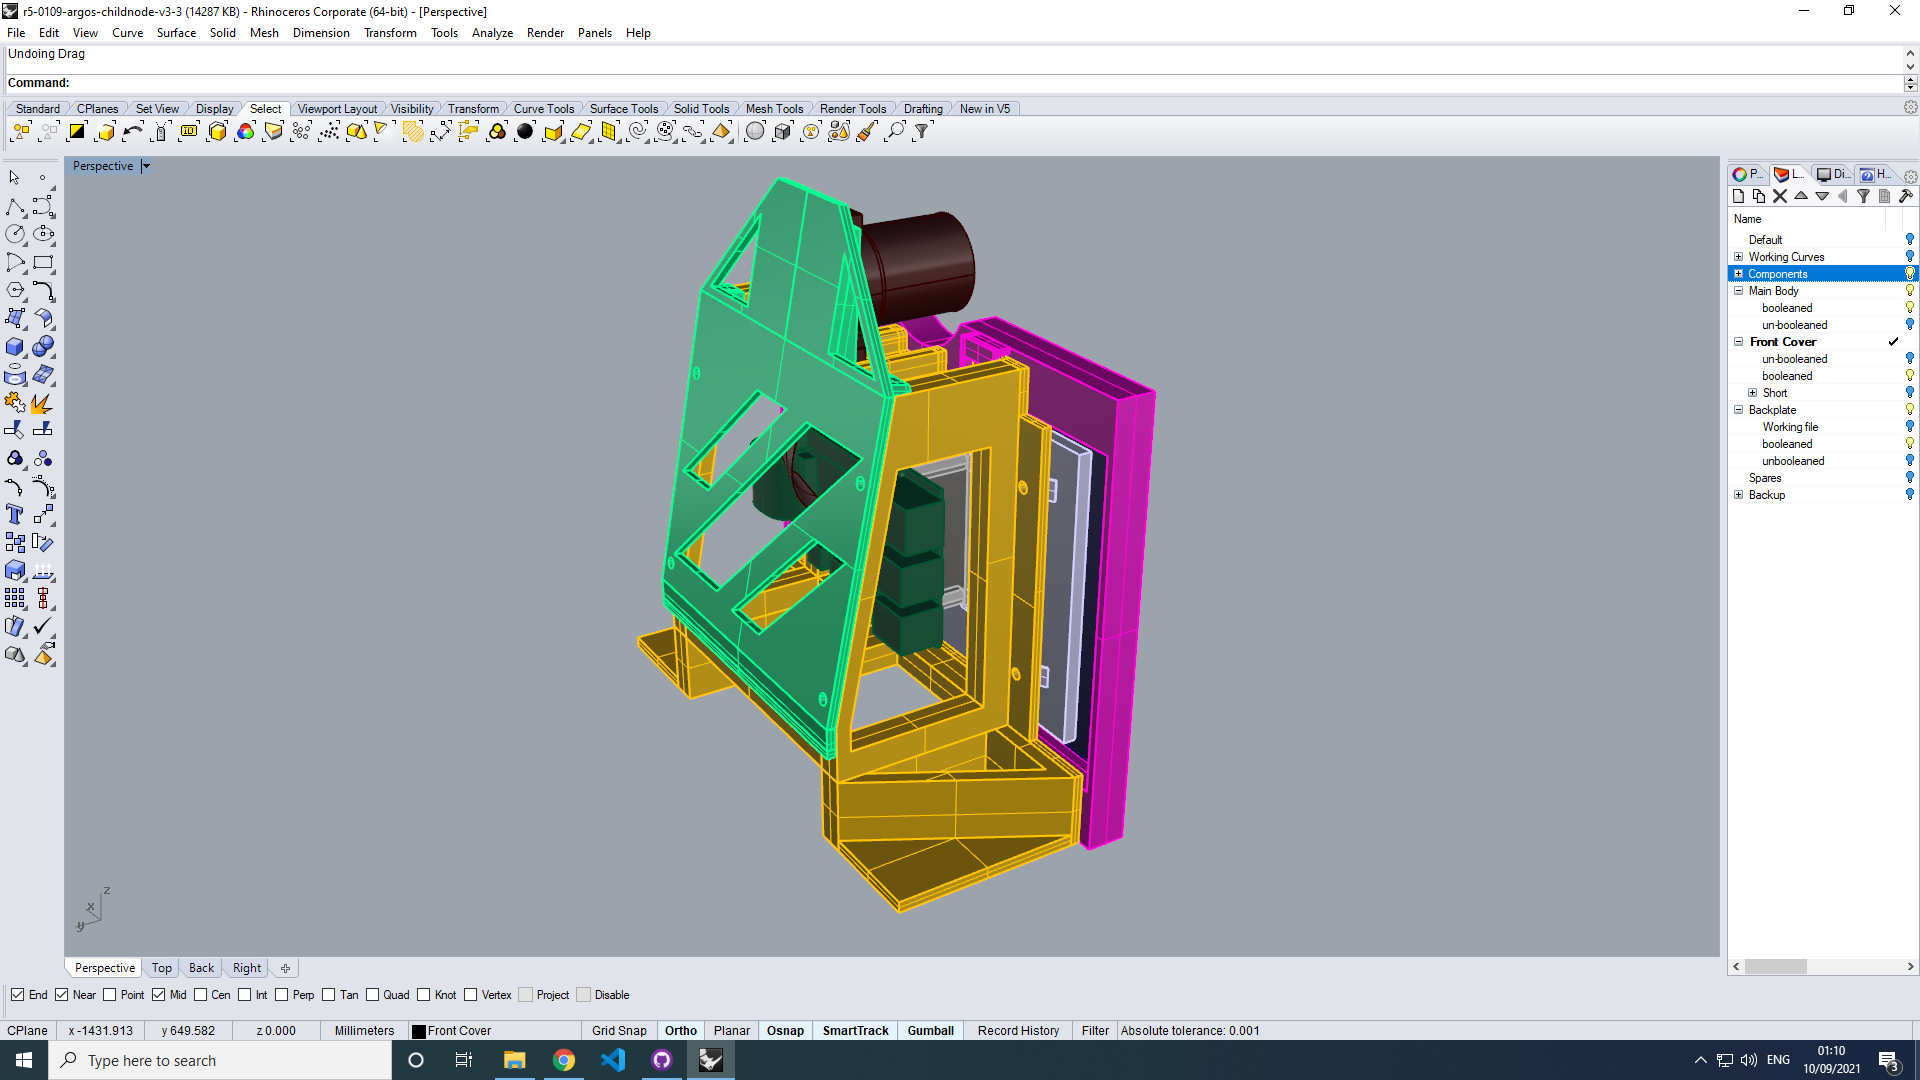 r5-0109-argos-childnode-v3-3 (14287 KB) - Rhinoceros Corporate (64-bit) - [Perspective]
File Edit View Curve Surface Solid Mesh Dimension Transform Tools Analyze Render Panels Help
Undoing Drag
Command:
Standard CPlanes Set View Display Select Viewport Layout Visibility Transform Curve Tools Surface Tools Solid Tools Mesh Tools Render Tools Drafting New in V5
Perspective
P... L... Di... H...
Name
Default
Working Curves
Components
Main Body
booleaned
un-booleaned
Front Cover
un-booleaned
booleaned
Short
Backplate
Working file
booleaned
unbooleaned
Spares
Backup
z
x
y
Perspective Top Back Right
End Near Point Mid Cen Int Perp Tan Quad Knot Vertex Project Disable
CPlane x -1431.913 y 649.582 z 0.000 Millimeters Front Cover Grid Snap Ortho Planar Osnap SmartTrack Gumball Record History Filter Absolute tolerance: 0.001
Type here to search
ENG
01:10
10/09/2021
3